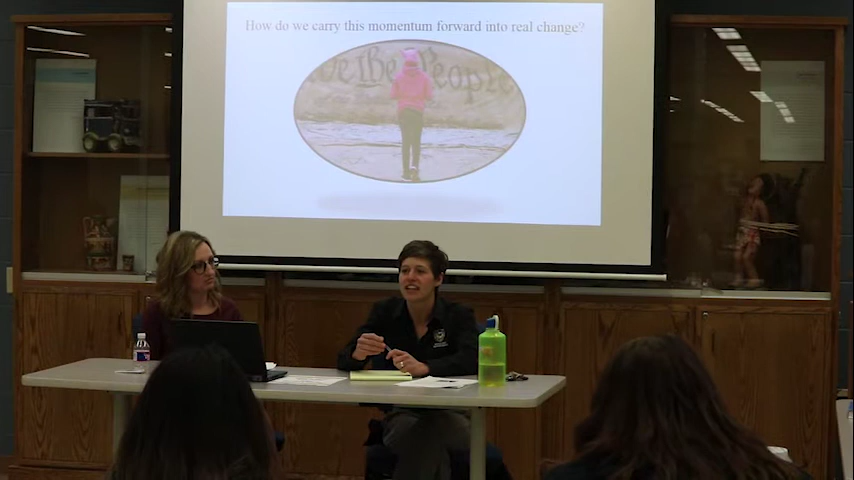 How do we carry this momentum forward into real change?
We the People